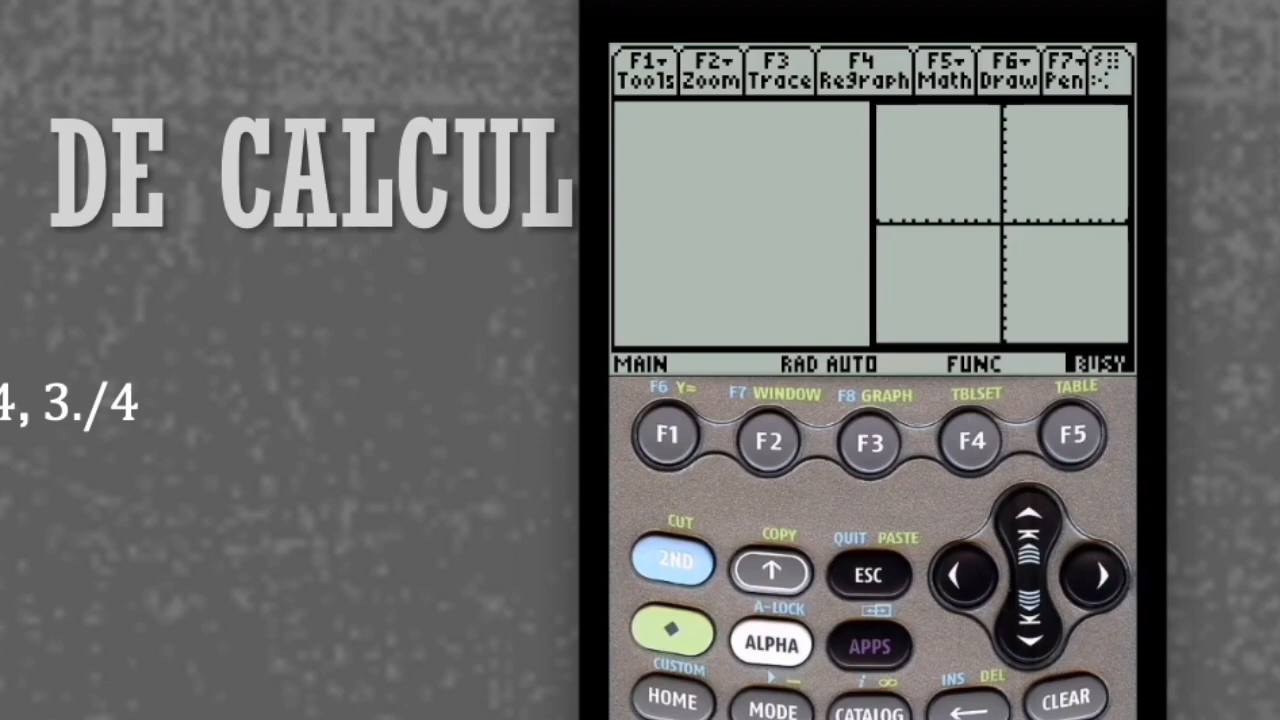 DE CALCUL
4, 3./4
F1 F2 F3 F4 F5 F6 F7
Tools Zoom Trace ReGraph Math Draw Pen
MAIN RAD AUTO FUNC BUSY
F6 Y= F7 WINDOW F8 GRAPH TBLSET TABLE
F1 F2 F3 F4 F5
CUT COPY QUIT PASTE
2ND ESC
A-LOCK
ALPHA APPS
CUSTOM i ∞ INS DEL
HOME MODE CATALOG CLEAR